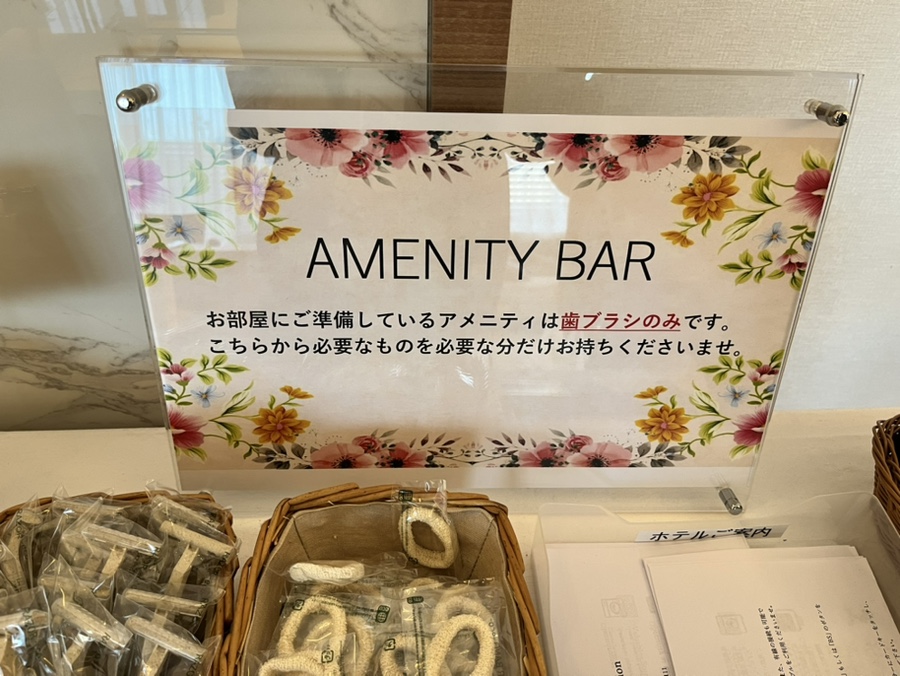 AMENITY BAR
お部屋にご準備しているアメニティは歯ブラシのみです。
こちらから必要なものを必要な分だけお持ちくださいませ。
ホテルご案内